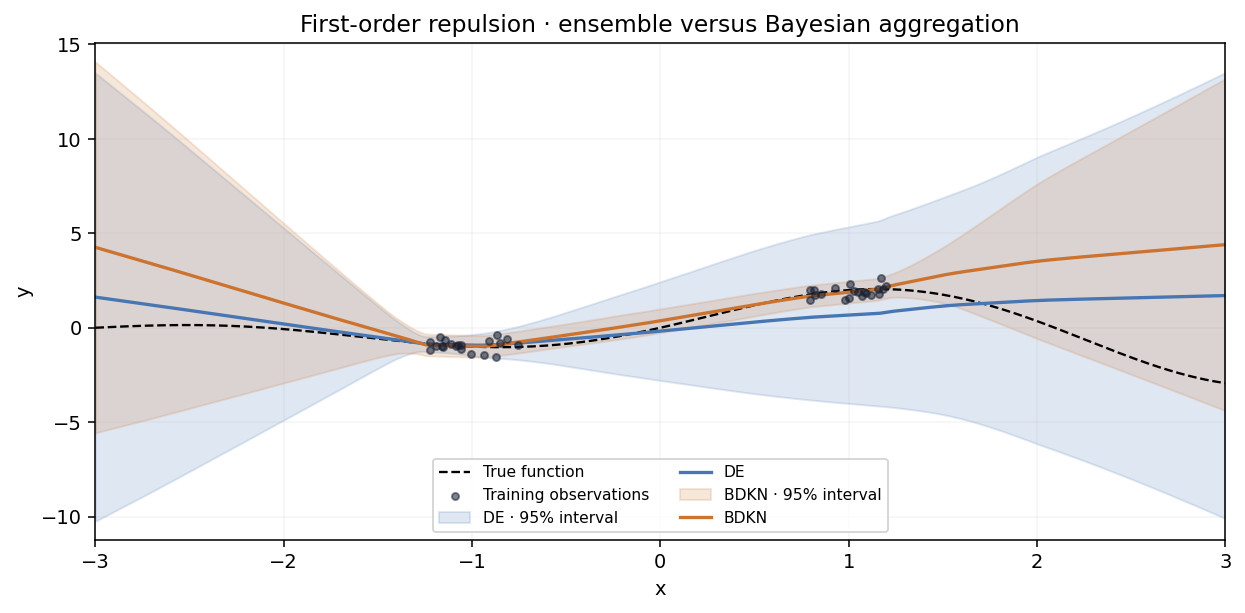 First-order repulsion · ensemble versus Bayesian aggregation
15
10
5
0
−5
−10
y
True function
Training observations
DE · 95% interval
DE
BDKN · 95% interval
BDKN
−3
−2
−1
0
1
2
3
x